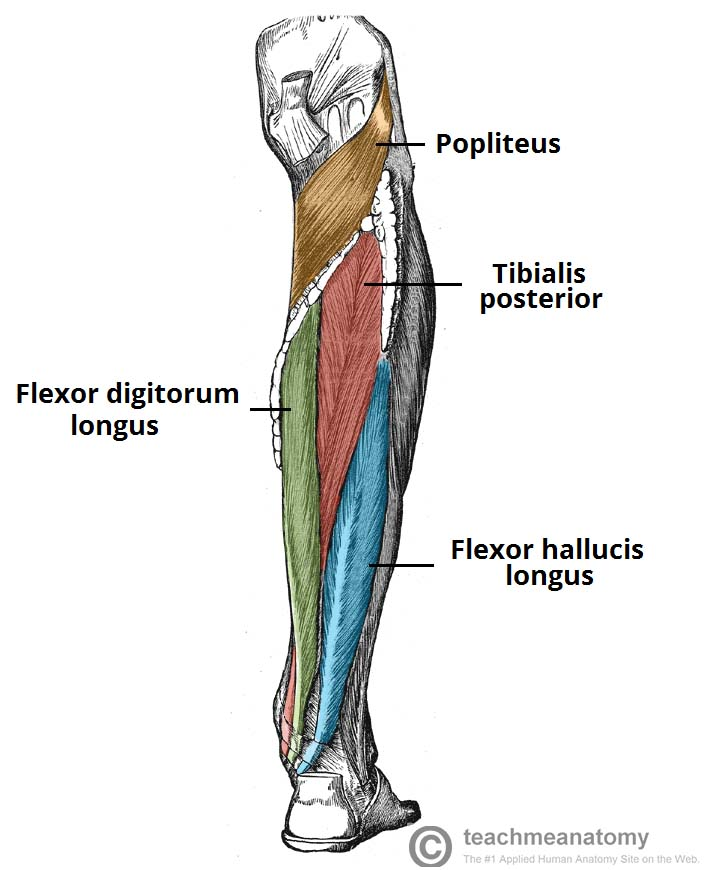 Popliteus
Tibialis
posterior
Flexor digitorum
longus
Flexor hallucis
longus
© teachmeanatomy
The #1 Applied Human Anatomy Site on the Web.